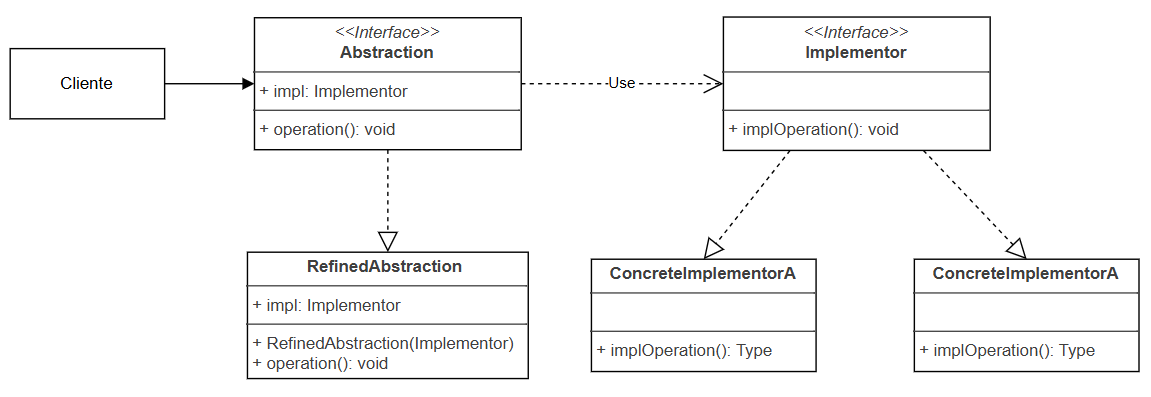 Cliente
<<Interface>>
Abstraction
+ impl: Implementor
+ operation(): void
Use
<<Interface>>
Implementor
+ implOperation(): void
RefinedAbstraction
+ impl: Implementor
+ RefinedAbstraction(Implementor)
+ operation(): void
ConcreteImplementorA
+ implOperation(): Type
ConcreteImplementorA
+ implOperation(): Type